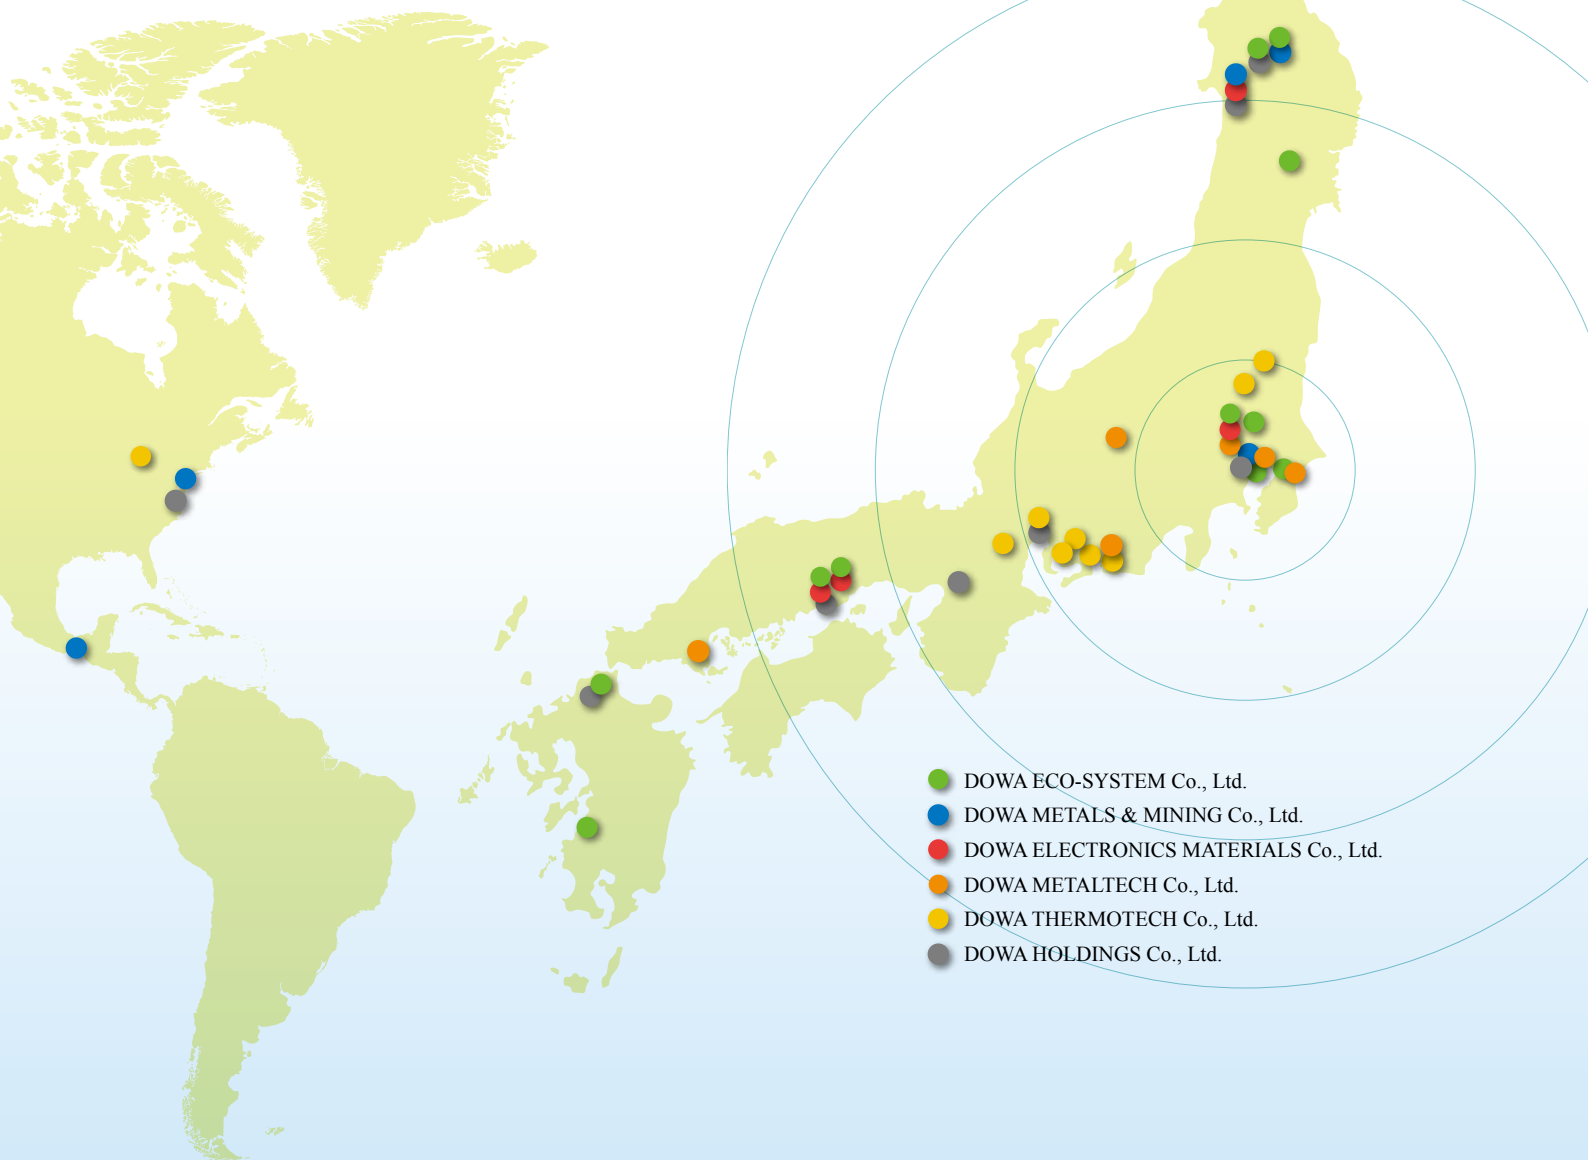 DOWA ECO-SYSTEM Co., Ltd.
DOWA METALS & MINING Co., Ltd.
DOWA ELECTRONICS MATERIALS Co., Ltd.
DOWA METALTECH Co., Ltd.
DOWA THERMOTECH Co., Ltd.
DOWA HOLDINGS Co., Ltd.